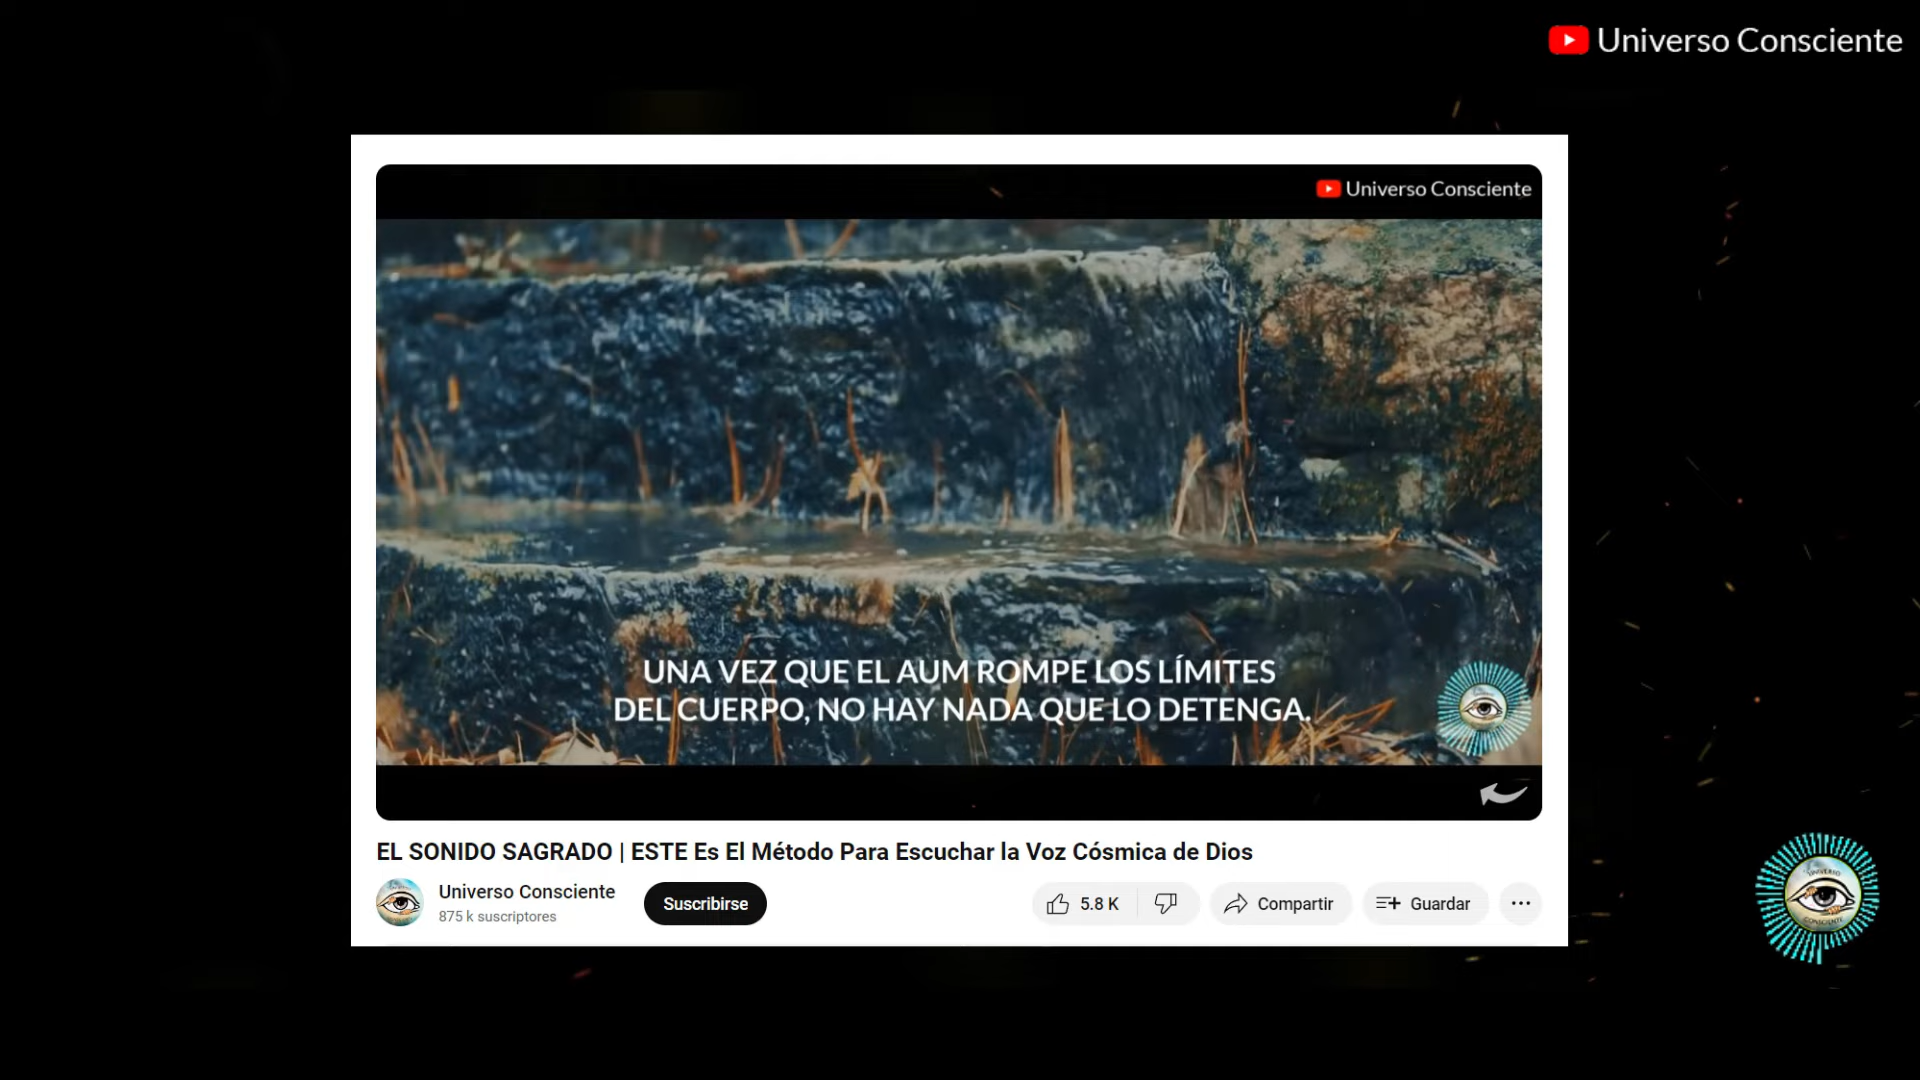 Universo Consciente
Universo Consciente
UNA VEZ QUE EL AUM ROMPE LOS LÍMITES
DEL CUERPO, NO HAY NADA QUE LO DETENGA.
EL SONIDO SAGRADO | ESTE Es El Método Para Escuchar la Voz Cósmica de Dios
Universo Consciente
875 k suscriptores
Suscribirse
5.8 K
Compartir
Guardar
UNIVERSO
CONSCIENTE